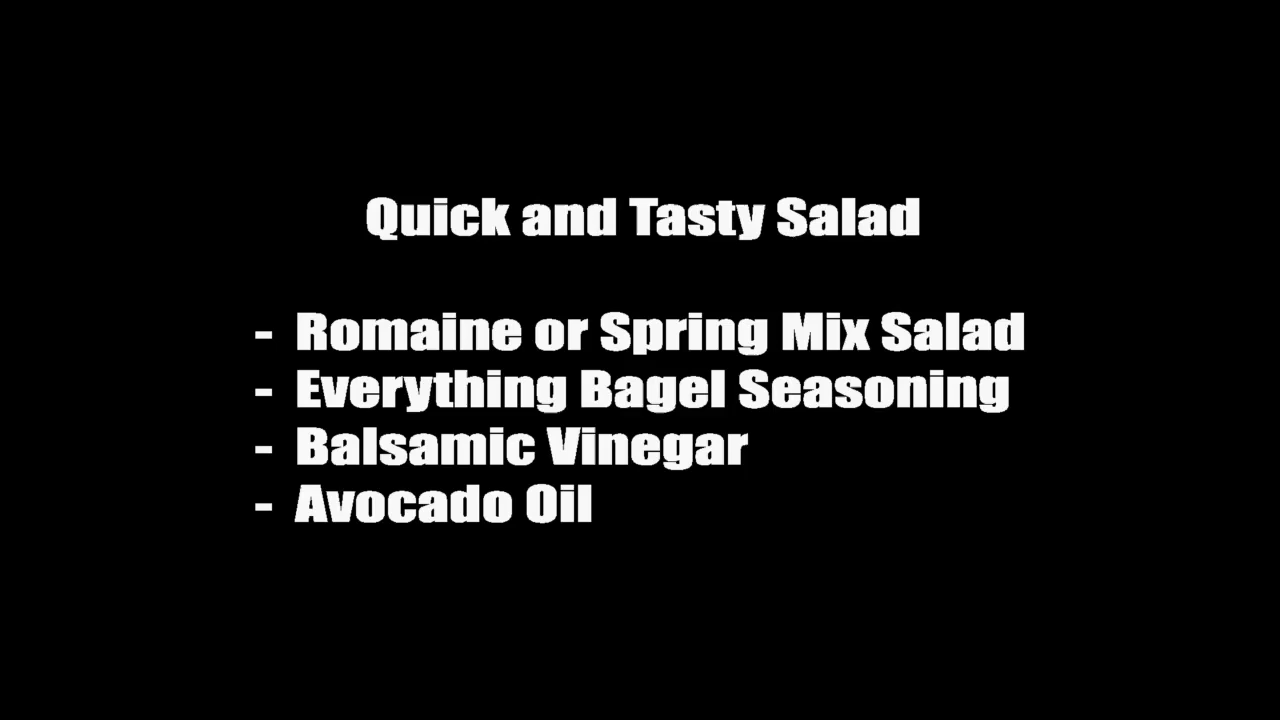 Quick and Tasty Salad
- Romaine or Spring Mix Salad
- Everything Bagel Seasoning
- Balsamic Vinegar
- Avocado Oil